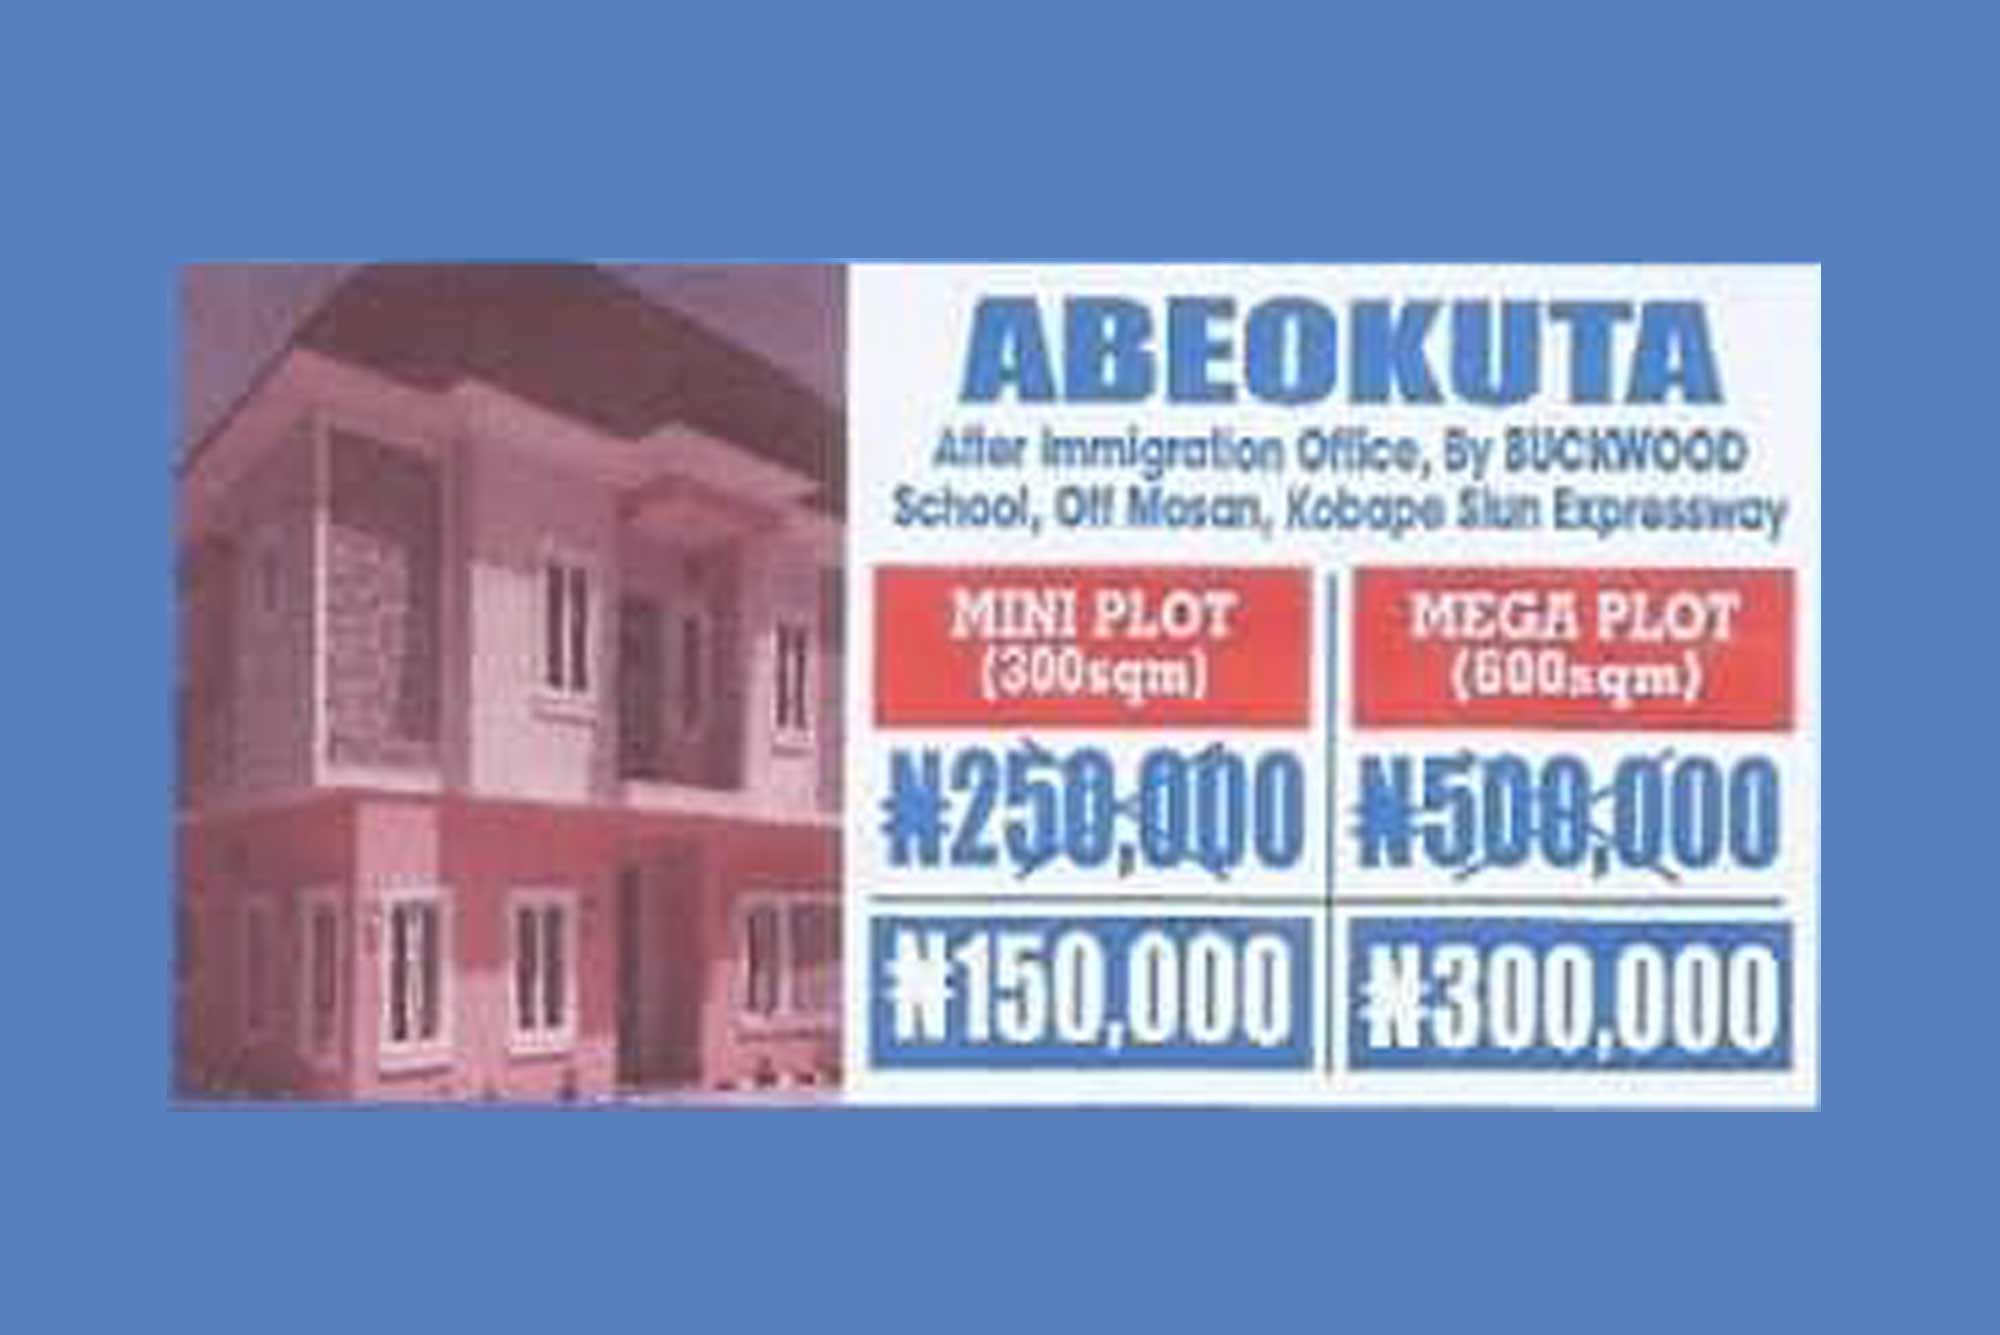 ABEOKUTA
After Immigration Office, By BUCKWOOD
School, Off Mosan, Kobape Siun Expressway
MINI PLOT
(300sqm)
MEGA PLOT
(600sqm)
₦250,000
₦500,000
₦150,000
₦300,000